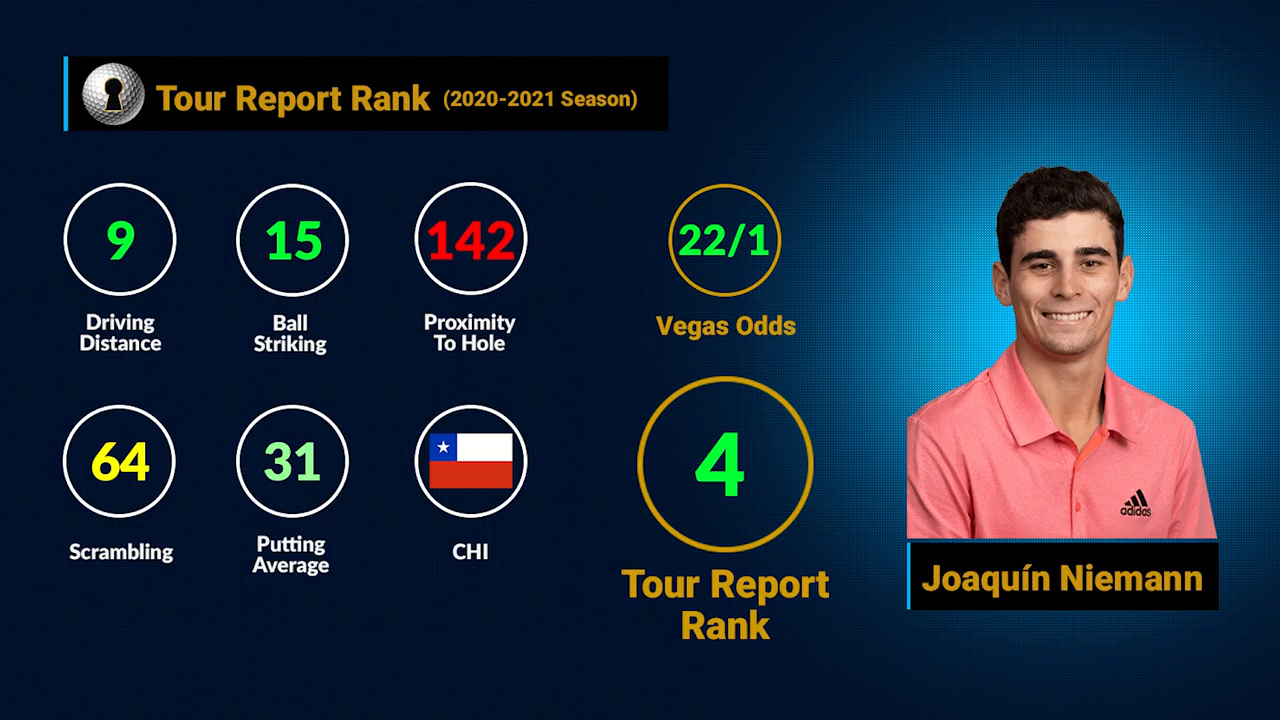 Tour Report Rank (2020-2021 Season)
9
15
142
22/1
Driving
Distance
Ball
Striking
Proximity
To Hole
Vegas Odds
64
31
4
Scrambling
Putting
Average
CHI
Tour Report
Rank
adidas
Joaquín Niemann